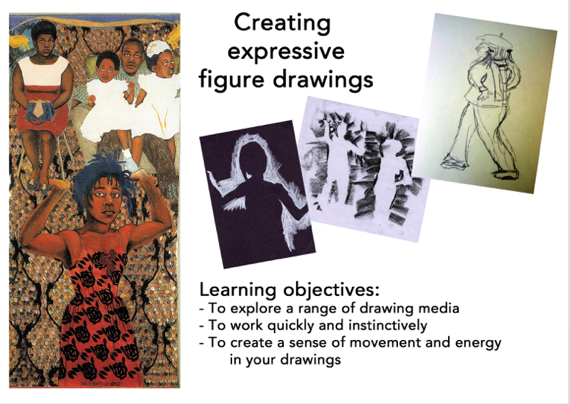 Creating
expressive
figure drawings
Learning objectives:
- To explore a range of drawing media
- To work quickly and instinctively
- To create a sense of movement and energy
in your drawings